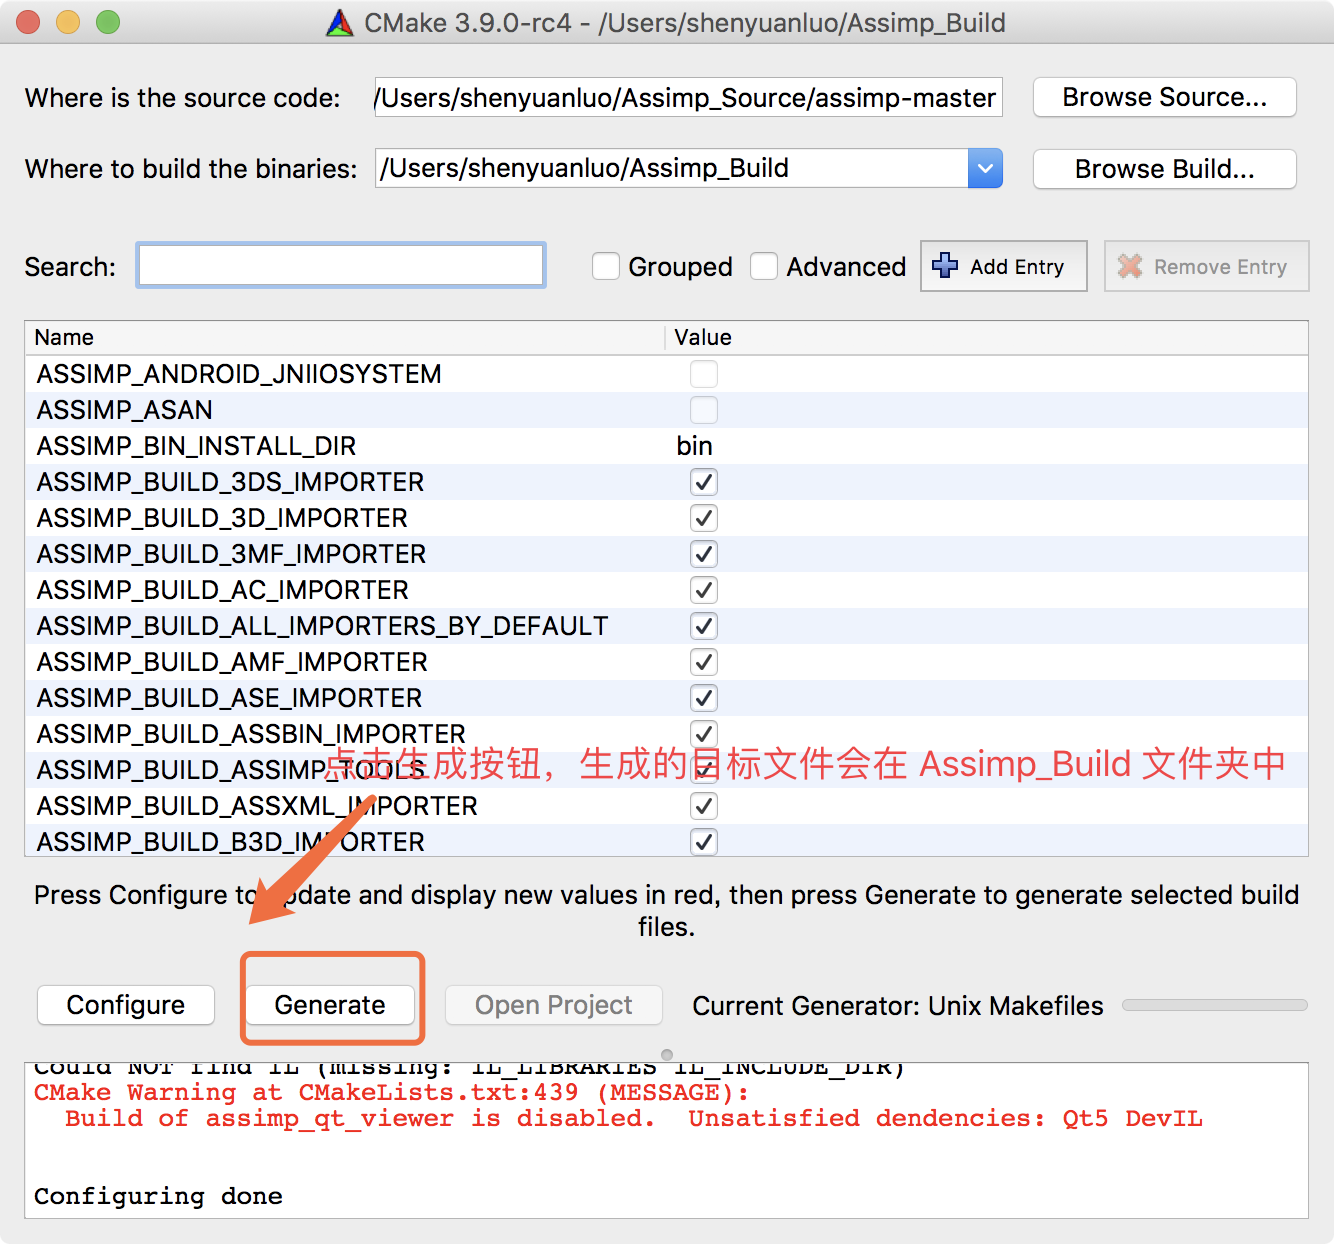 CMake 3.9.0-rc4 - /Users/shenyuanluo/Assimp_Build
Where is the source code: /Users/shenyuanluo/Assimp_Source/assimp-master Browse Source...
Where to build the binaries: /Users/shenyuanluo/Assimp_Build Browse Build...
Search: Grouped Advanced Add Entry Remove Entry
Name Value
ASSIMP_ANDROID_JNIIOSYSTEM
ASSIMP_ASAN
ASSIMP_BIN_INSTALL_DIR bin
ASSIMP_BUILD_3DS_IMPORTER
ASSIMP_BUILD_3D_IMPORTER
ASSIMP_BUILD_3MF_IMPORTER
ASSIMP_BUILD_AC_IMPORTER
ASSIMP_BUILD_ALL_IMPORTERS_BY_DEFAULT
ASSIMP_BUILD_AMF_IMPORTER
ASSIMP_BUILD_ASE_IMPORTER
ASSIMP_BUILD_ASSBIN_IMPORTER
ASSIMP_BUILD_ASSIMP_TOOLS
点击生成按钮，生成的目标文件会在 Assimp_Build 文件夹中
ASSIMP_BUILD_ASSXML_IMPORTER
ASSIMP_BUILD_B3D_IMPORTER
Press Configure to update and display new values in red, then press Generate to generate selected build
files.
Configure Generate Open Project Current Generator: Unix Makefiles
Could NOT find IL (missing: IL_LIBRARIES IL_INCLUDE_DIR)
CMake Warning at CMakeLists.txt:439 (MESSAGE):
Build of assimp_qt_viewer is disabled. Unsatisfied dendencies: Qt5 DevIL
Configuring done